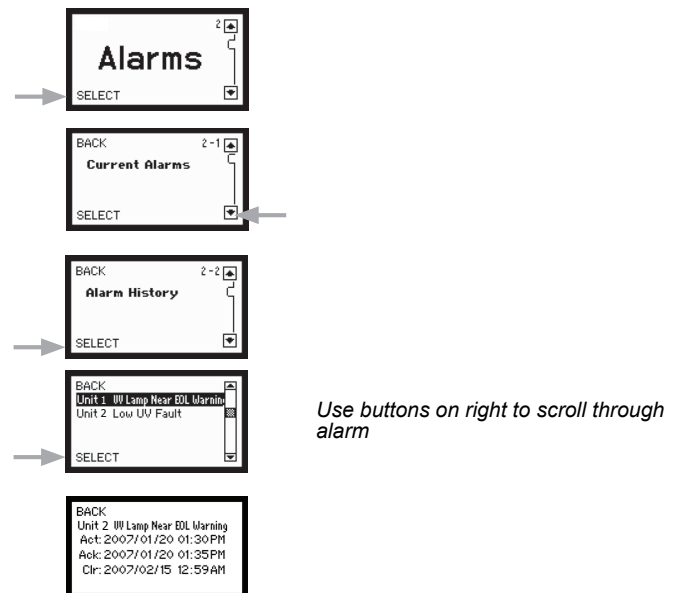 2
Alarms
SELECT
BACK 2-1
Current Alarms
SELECT
BACK 2-2
Alarm History
SELECT
BACK
Unit 1 UV Lamp Near EOL Warnin
Unit 2 Low UV Fault
SELECT
Use buttons on right to scroll through
alarm
BACK
Unit 2 UV Lamp Near EOL Warning
Act: 2007/01/20 01:30PM
Ack: 2007/01/20 01:35PM
Clr: 2007/02/15 12:59AM